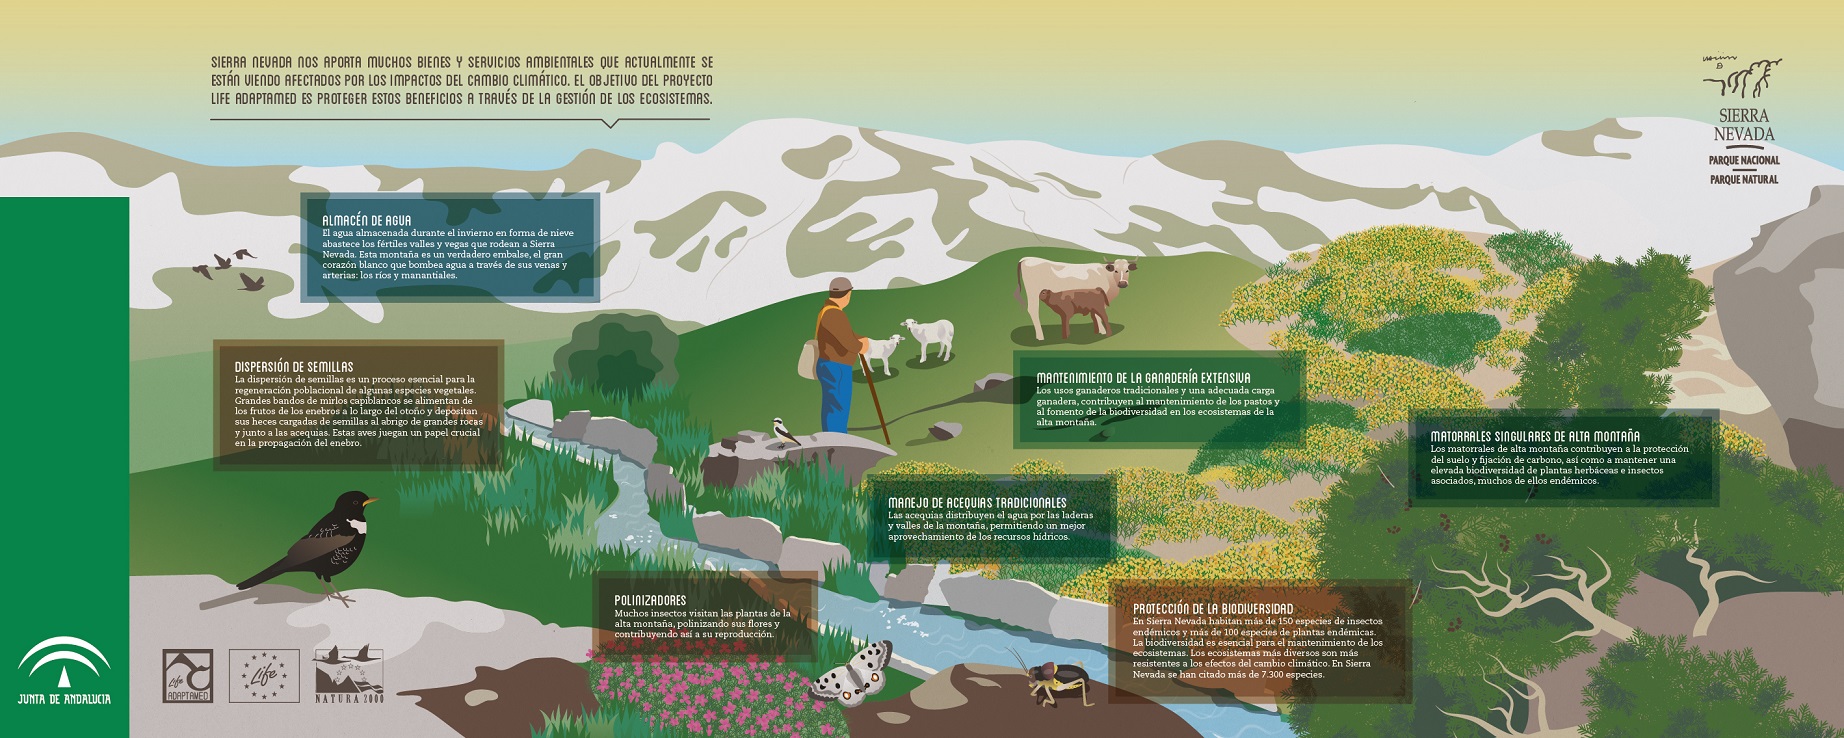 SIERRA NEVADA NOS APORTA MUCHOS BIENES Y SERVICIOS AMBIENTALES QUE ACTUALMENTE SE
ESTÁN VIENDO AFECTADOS POR LOS IMPACTOS DEL CAMBIO CLIMÁTICO. EL OBJETIVO DEL PROYECTO
LIFE ADAPTAMED ES PROTEGER ESTOS BENEFICIOS A TRAVÉS DE LA GESTIÓN DE LOS ECOSISTEMAS.
SIERRA
NEVADA
PARQUE NACIONAL
PARQUE NATURAL
ALMACÉN DE AGUA
El agua almacenada durante el invierno en forma de nieve
abastece los fértiles valles y vegas que rodean a Sierra
Nevada. Esta montaña es un verdadero embalse, el gran
corazón blanco que bombea agua a través de sus venas y
arterias: los ríos y manantiales.
DISPERSIÓN DE SEMILLAS
La dispersión de semillas es un proceso esencial para la
regeneración poblacional de algunas especies vegetales.
Grandes bandos de mirlos capiblancos se alimentan de
los frutos de los enebros a lo largo del otoño y depositan
sus heces cargadas de semillas al abrigo de grandes rocas
y junto a las acequias. Estas aves juegan un papel crucial
en la propagación del enebro.
MANTENIMIENTO DE LA GANADERÍA EXTENSIVA
Los usos ganaderos tradicionales y una adecuada carga
ganadera, contribuyen al mantenimiento de los pastos y
al fomento de la biodiversidad en los ecosistemas de la
alta montaña.
MATORRALES SINGULARES DE ALTA MONTAÑA
Los matorrales de alta montaña contribuyen a la protección
del suelo y fijación de carbono, así como a mantener una
elevada biodiversidad de plantas herbáceas e insectos
asociados, muchos de ellos endémicos.
MANEJO DE ACEQUIAS TRADICIONALES
Las acequias distribuyen el agua por las laderas
y valles de la montaña, permitiendo un mejor
aprovechamiento de los recursos hídricos.
POLINIZADORES
Muchos insectos visitan las plantas de la
alta montaña, polinizando sus flores y
contribuyendo así a su reproducción.
PROTECCIÓN DE LA BIODIVERSIDAD
En Sierra Nevada habitan más de 150 especies de insectos
endémicos y más de 100 especies de plantas endémicas.
La biodiversidad es esencial para el mantenimiento de los
ecosistemas. Los ecosistemas más diversos son más
resistentes a los efectos del cambio climático. En Sierra
Nevada se han citado más de 7.300 especies.
JUNTA DE ANDALUCIA
Life
ADAPTAMED
Life
NATURA 2000